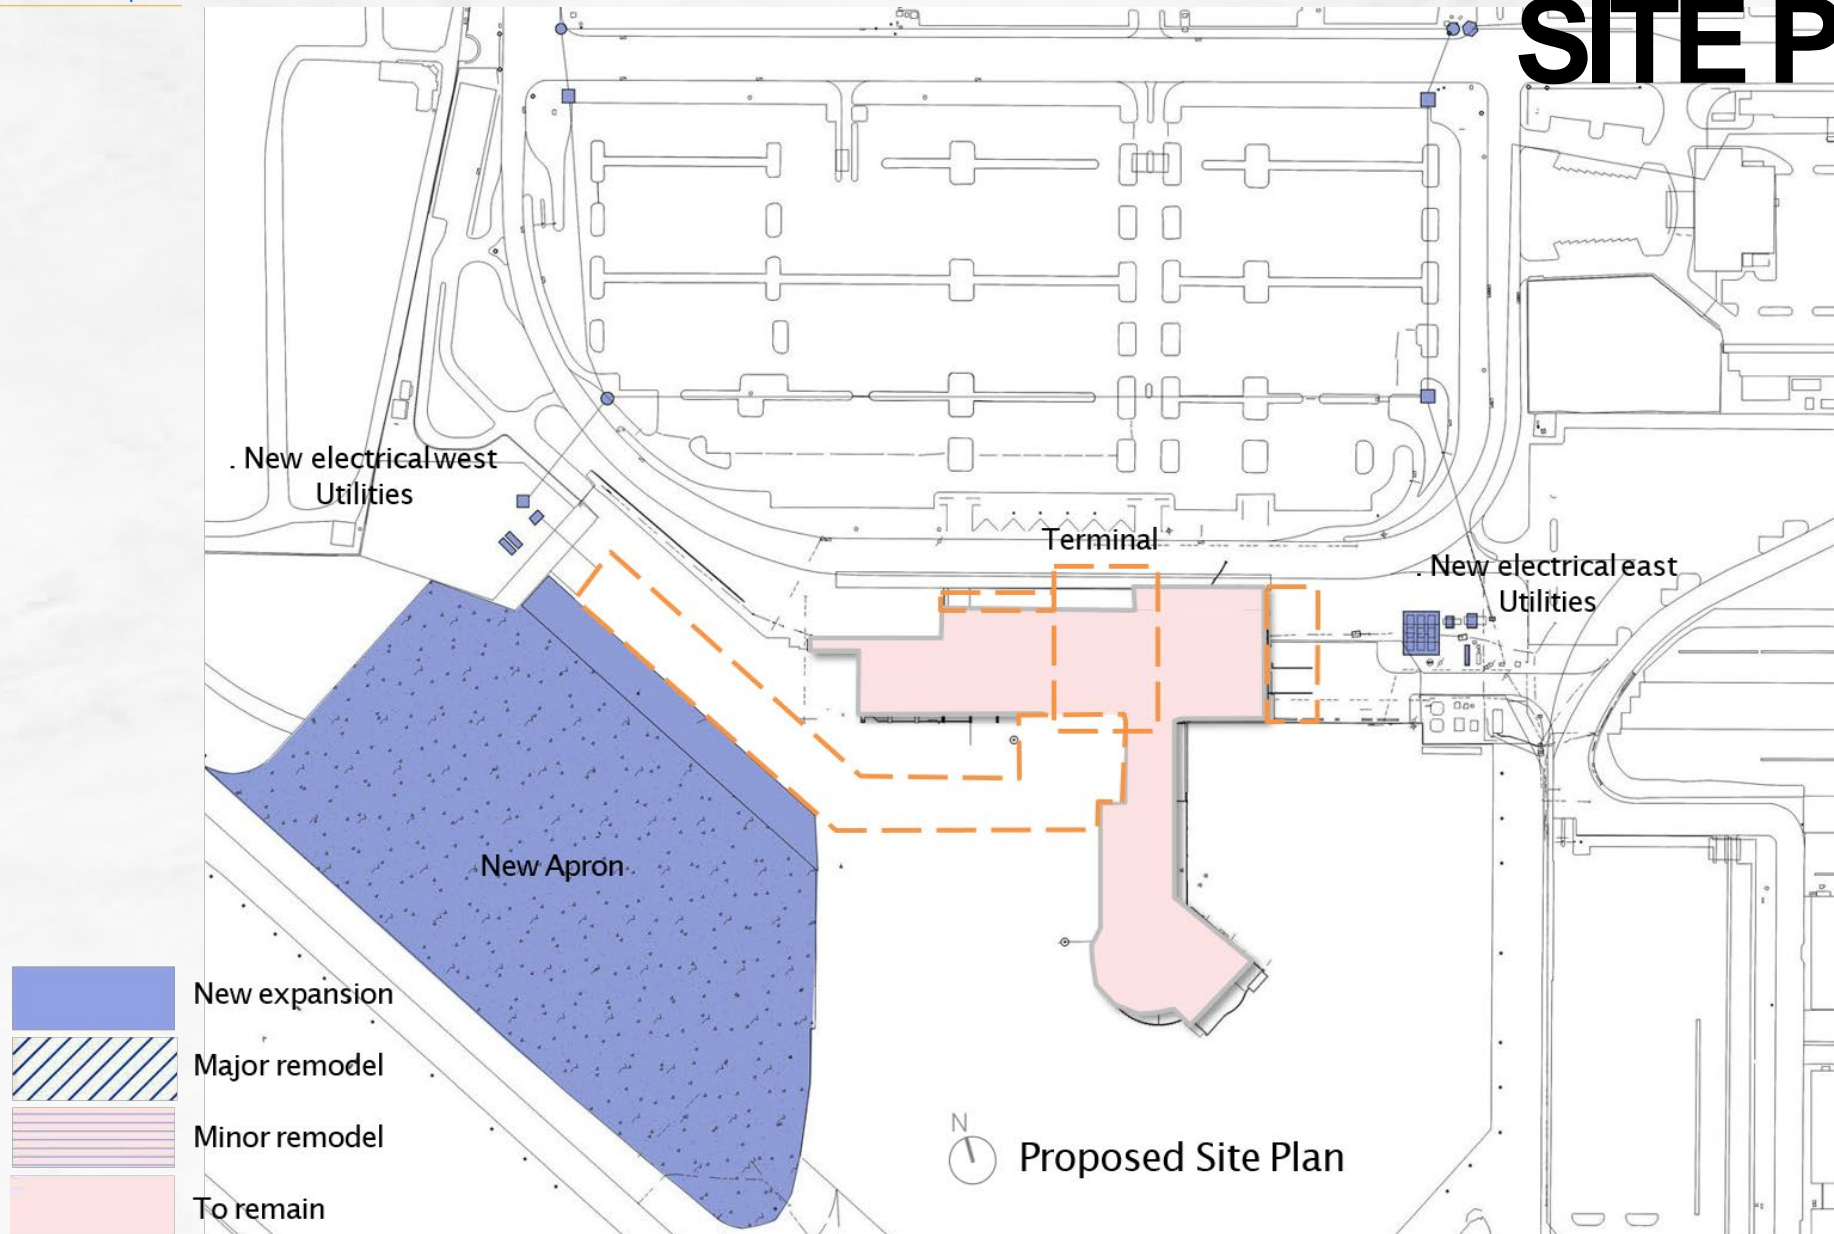 SITE P
. New electrical west
Utilities
Terminal
. New electrical east
Utilities
New Apron
New expansion
Major remodel
Minor remodel
To remain
N
Proposed Site Plan